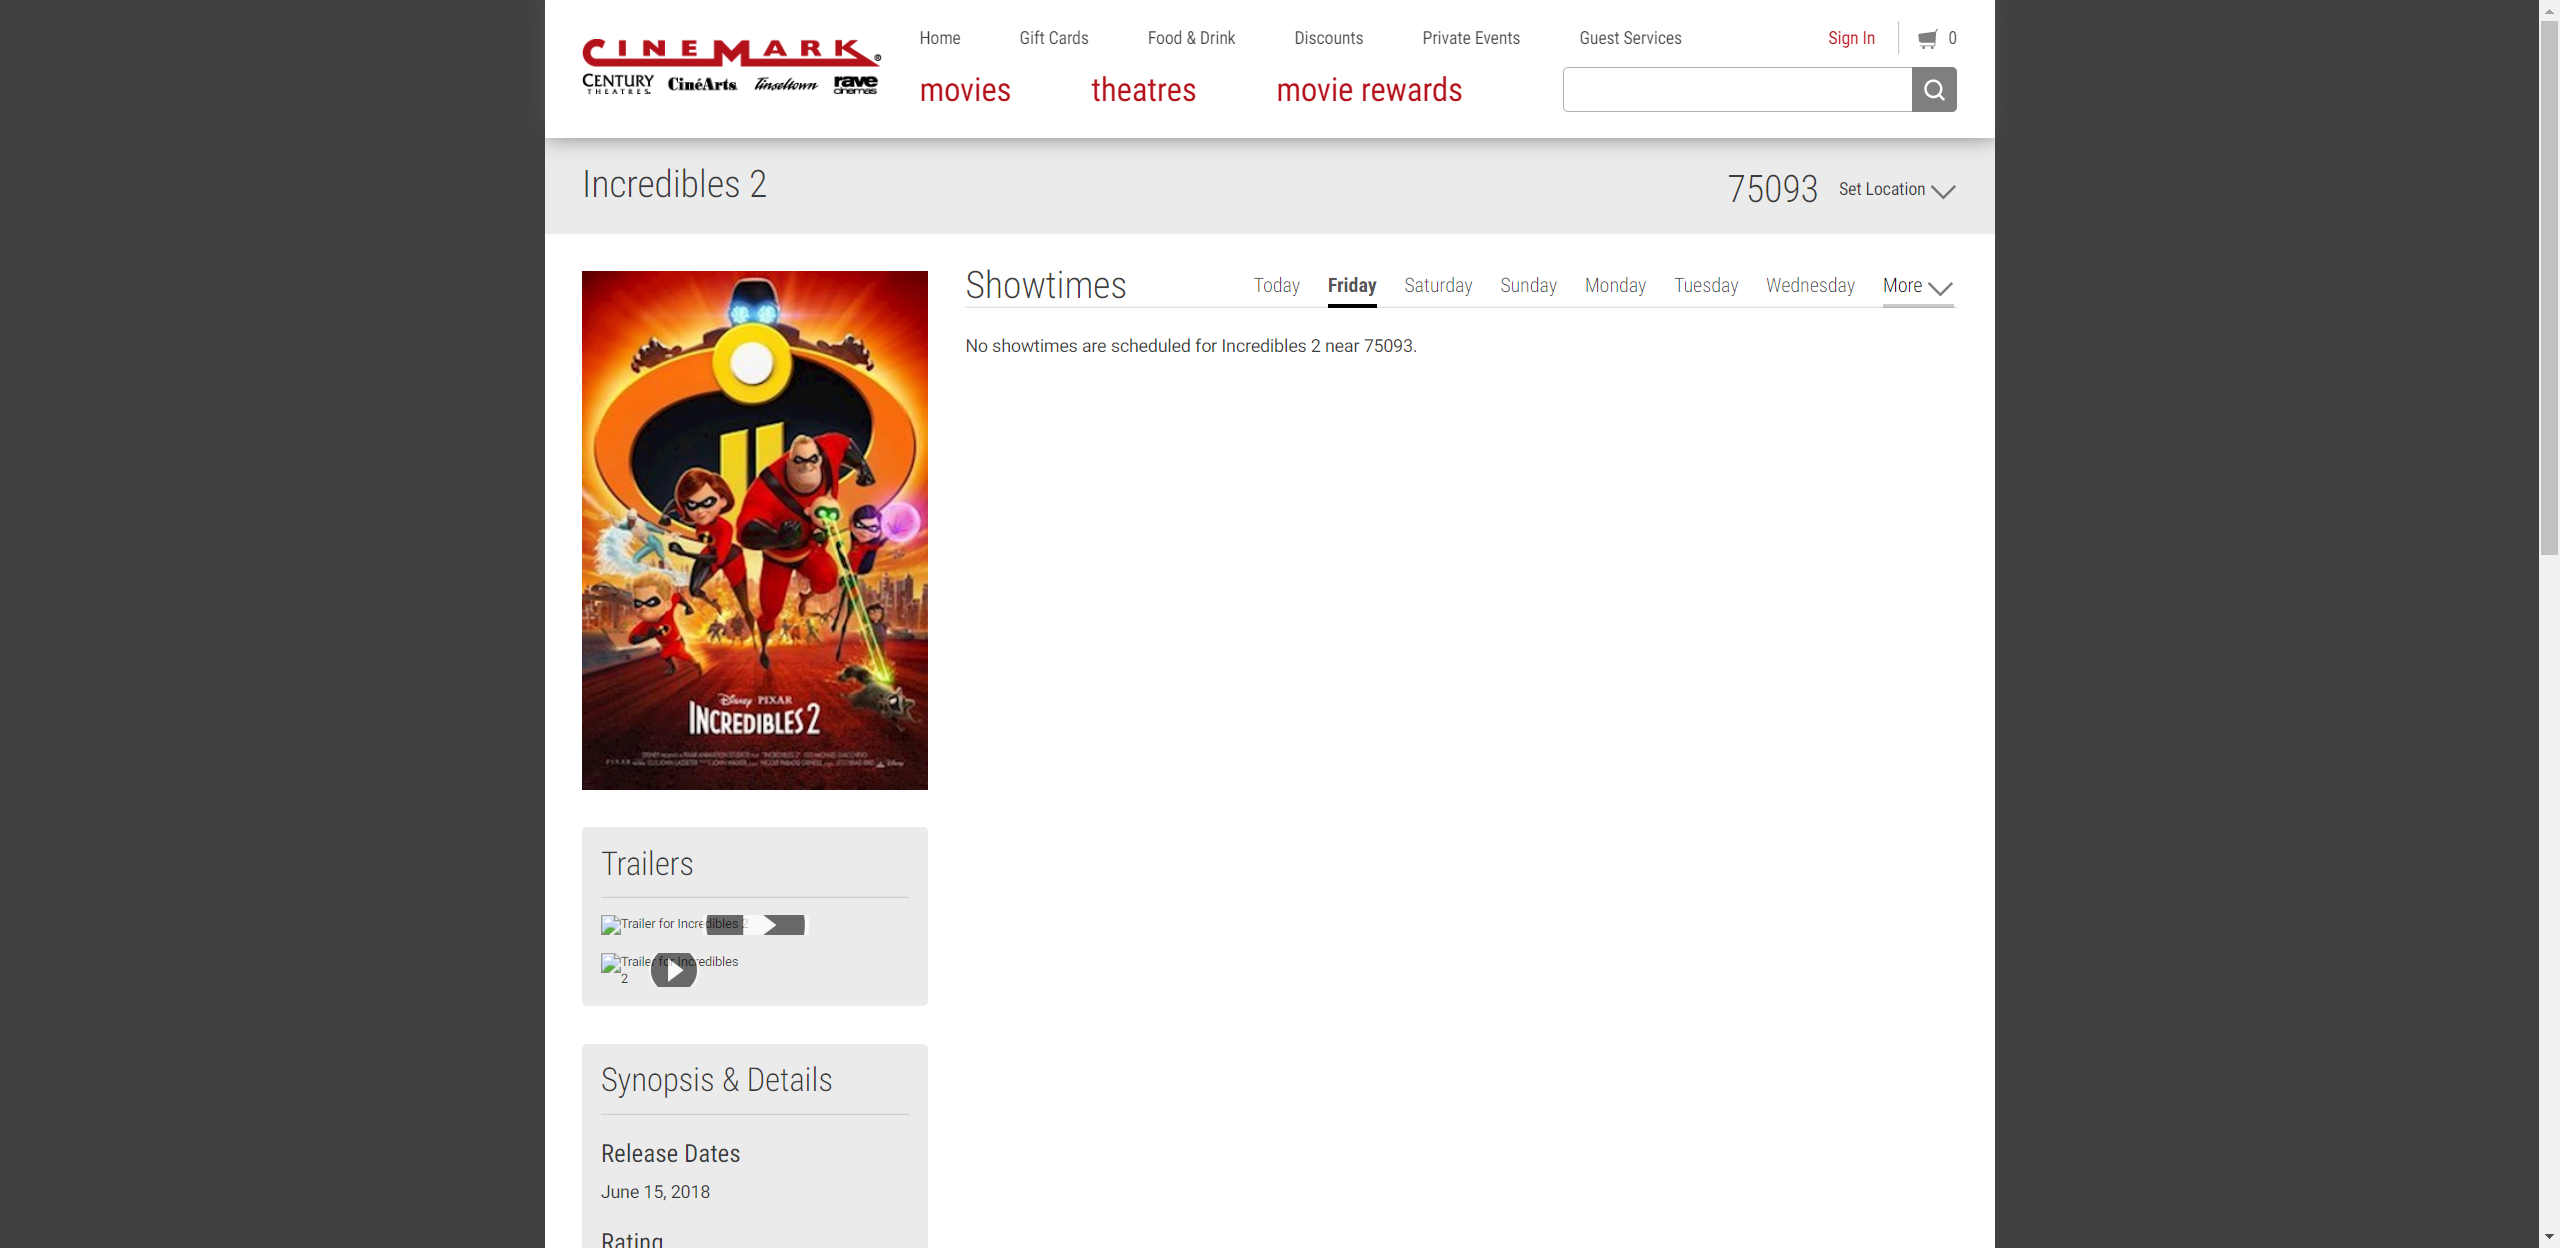 CINEMARK®
CENTURY THEATRES. CinéArts Tinseltown rave cinemas
Home Gift Cards Food & Drink Discounts Private Events Guest Services Sign In 0
movies theatres movie rewards
Incredibles 2
75093 Set Location
Showtimes Today Friday Saturday Sunday Monday Tuesday Wednesday More
No showtimes are scheduled for Incredibles 2 near 75093.
Disney PIXAR
INCREDIBLES 2
Trailers
Trailer for Incredibles 2
Trailer for Incredibles
2
Synopsis & Details
Release Dates
June 15, 2018
Rating